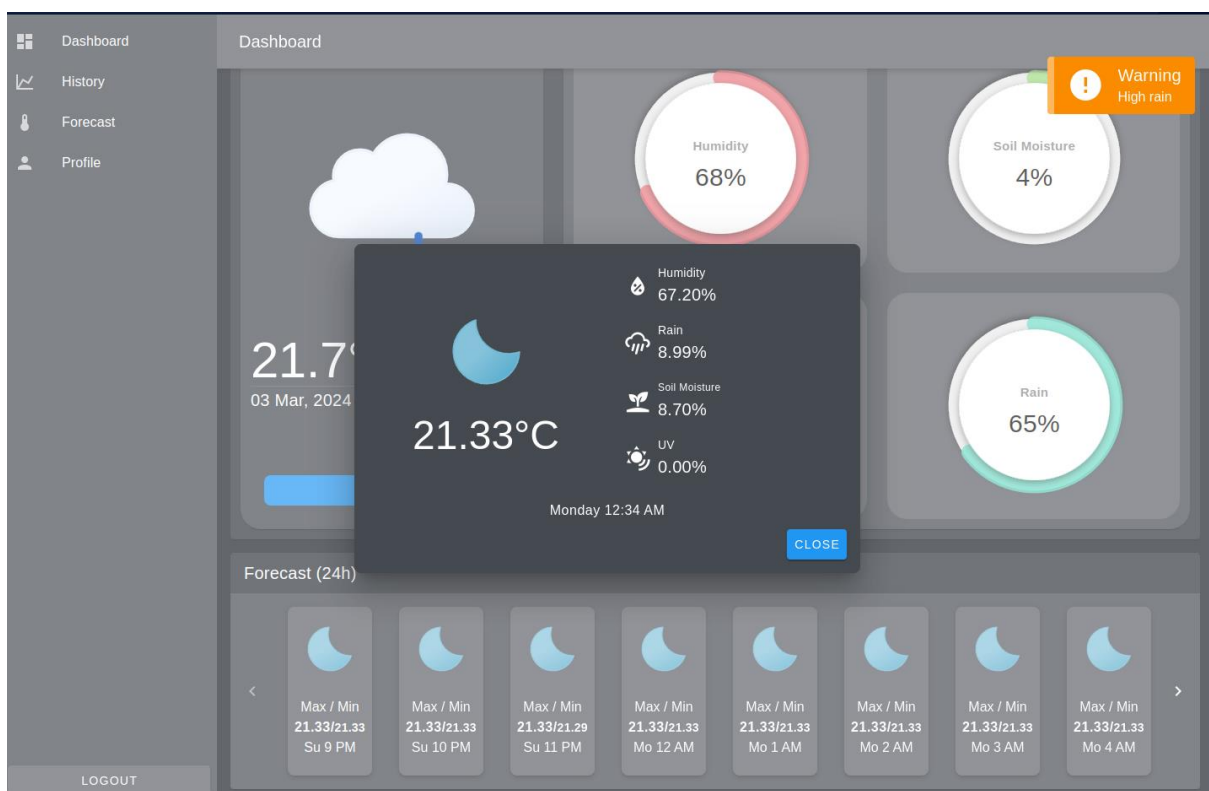 Dashboard
History
Forecast
Profile
LOGOUT
Dashboard
Warning
High rain
21.7°
03 Mar, 2024
Humidity
68%
Soil Moisture
4%
Rain
65%
21.33°C
Humidity
67.20%
Rain
8.99%
Soil Moisture
8.70%
UV
0.00%
Monday 12:34 AM
CLOSE
Forecast (24h)
Max / Min
21.33/21.33
Su 9 PM
Max / Min
21.33/21.33
Su 10 PM
Max / Min
21.33/21.29
Su 11 PM
Max / Min
21.33/21.33
Mo 12 AM
Max / Min
21.33/21.33
Mo 1 AM
Max / Min
21.33/21.33
Mo 2 AM
Max / Min
21.33/21.33
Mo 3 AM
Max / Min
21.33/21.33
Mo 4 AM